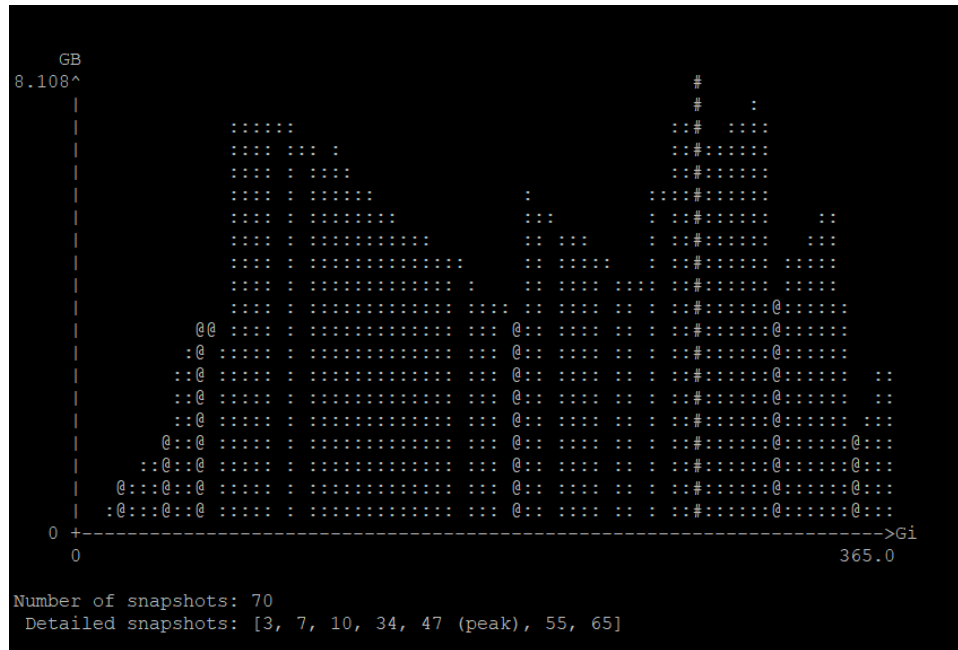 GB
8.108^
0 +----------------------------------------------------------------------->Gi
0 365.0
Number of snapshots: 70
Detailed snapshots: [3, 7, 10, 34, 47 (peak), 55, 65]